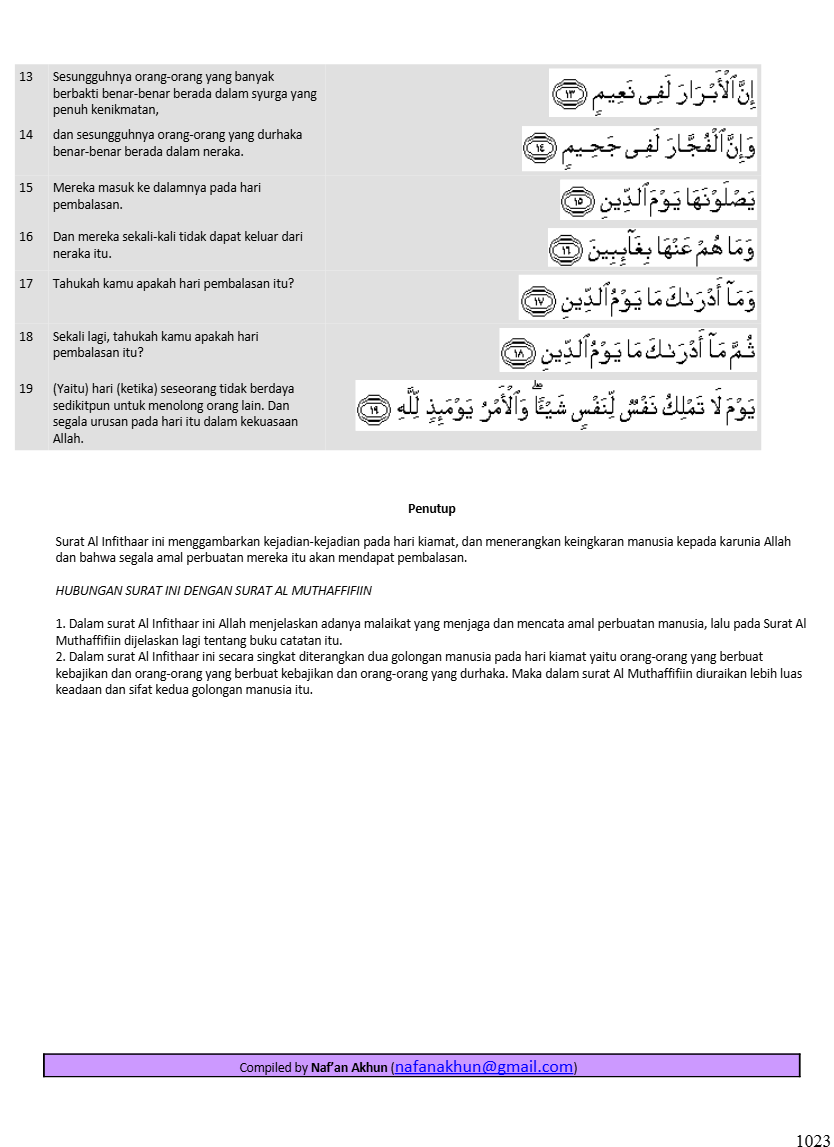 13 Sesungguhnya orang-orang yang banyak
berbakti benar-benar berada dalam syurga yang
penuh kenikmatan,
إِنَّ ٱلْأَبْرَارَ لَفِى نَعِيمٍ ١٣
14 dan sesungguhnya orang-orang yang durhaka
benar-benar berada dalam neraka.
وَإِنَّ ٱلْفُجَّارَ لَفِى جَحِيمٍ ١٤
15 Mereka masuk ke dalamnya pada hari
pembalasan.
يَصْلَوْنَهَا يَوْمَ ٱلدِّينِ ١٥
16 Dan mereka sekali-kali tidak dapat keluar dari
neraka itu.
وَمَا هُمْ عَنْهَا بِغَآئِبِينَ ١٦
17 Tahukah kamu apakah hari pembalasan itu?
وَمَآ أَدْرَىٰكَ مَا يَوْمُ ٱلدِّينِ ١٧
18 Sekali lagi, tahukah kamu apakah hari
pembalasan itu?
ثُمَّ مَآ أَدْرَىٰكَ مَا يَوْمُ ٱلدِّينِ ١٨
19 (Yaitu) hari (ketika) seseorang tidak berdaya
sedikitpun untuk menolong orang lain. Dan
segala urusan pada hari itu dalam kekuasaan
Allah.
يَوْمَ لَا تَمْلِكُ نَفْسٌ لِّنَفْسٍ شَيْـًٔا ۖ وَٱلْأَمْرُ يَوْمَئِذٍ لِّلَّهِ ١٩
Penutup
Surat Al Infithaar ini menggambarkan kejadian-kejadian pada hari kiamat, dan menerangkan keingkaran manusia kepada karunia Allah
dan bahwa segala amal perbuatan mereka itu akan mendapat pembalasan.
HUBUNGAN SURAT INI DENGAN SURAT AL MUTHAFFIFIIN
1. Dalam surat Al Infithaar ini Allah menjelaskan adanya malaikat yang menjaga dan mencata amal perbuatan manusia, lalu pada Surat Al
Muthaffifiin dijelaskan lagi tentang buku catatan itu.
2. Dalam surat Al Infithaar ini secara singkat diterangkan dua golongan manusia pada hari kiamat yaitu orang-orang yang berbuat
kebajikan dan orang-orang yang berbuat kebajikan dan orang-orang yang durhaka. Maka dalam surat Al Muthaffifiin diuraikan lebih luas
keadaan dan sifat kedua golongan manusia itu.
Compiled by Naf’an Akhun (nafanakhun@gmail.com)
1023